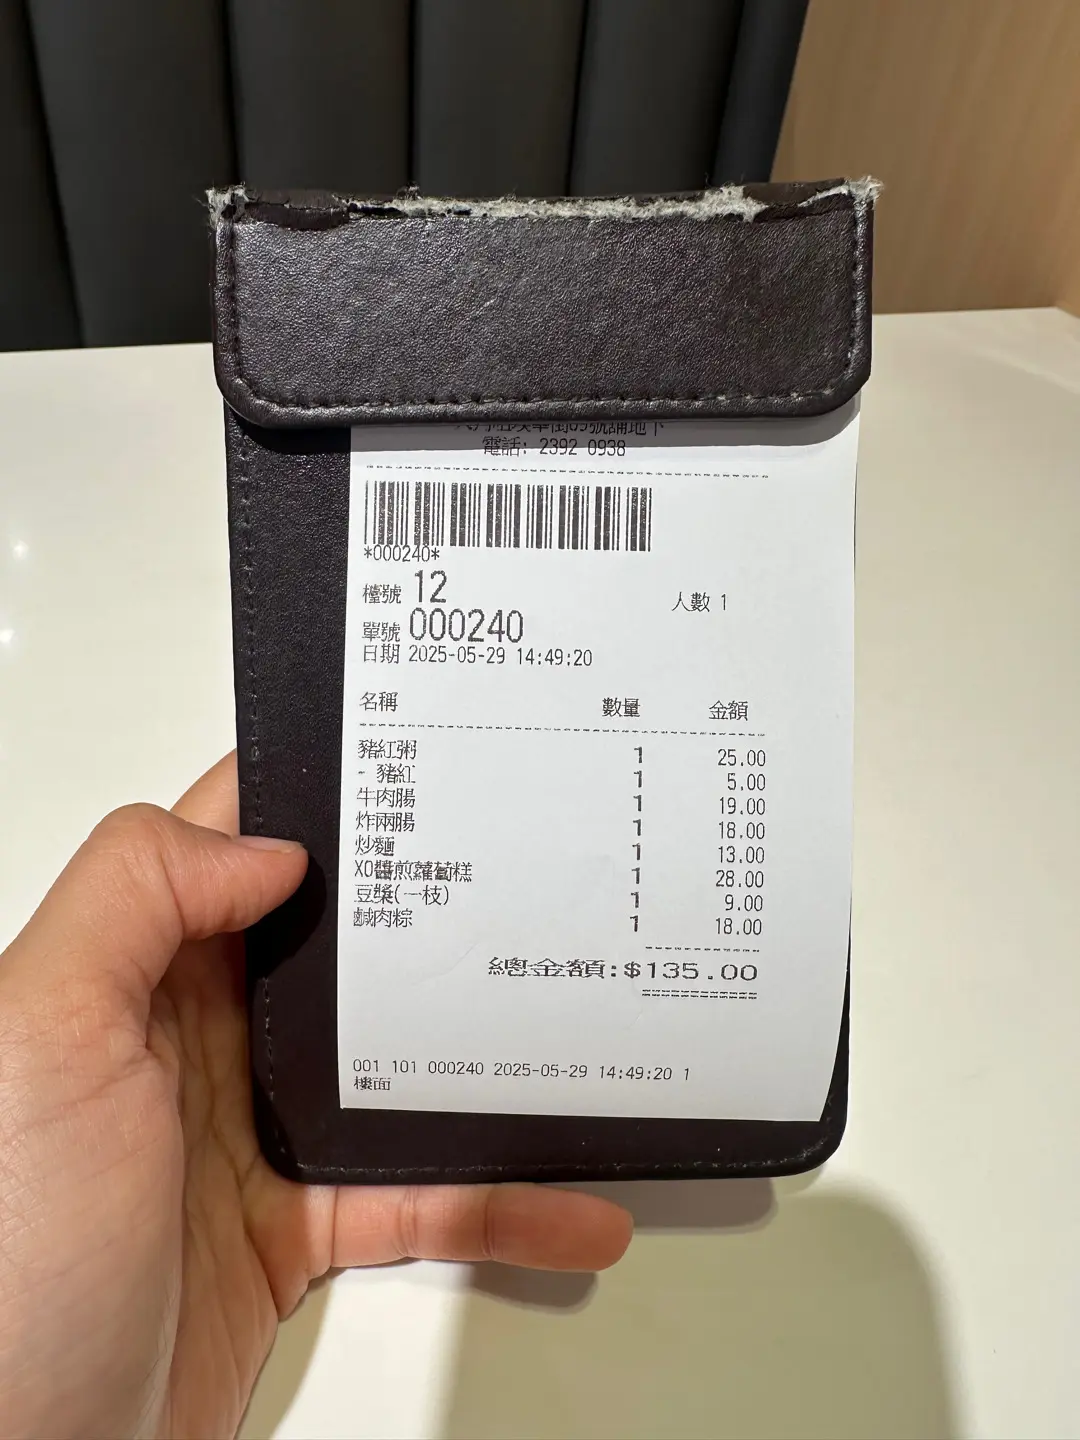 號舖地下
電話: 2392 0938
*000240*
檯號 12
人數 1
單號 000240
日期 2025-05-29 14:49:20
名稱 數量 金額
豬紅粥 1 25.00
- 豬紅 1 5.00
牛肉腸 1 19.00
炸兩腸 1 18.00
炒麵 1 13.00
XO醬煎蘿蔔糕 1 28.00
豆漿(一枝) 1 9.00
鹹肉粽 1 18.00
總金額:$135.00
001 101 000240 2025-05-29 14:49:20 1
樓面